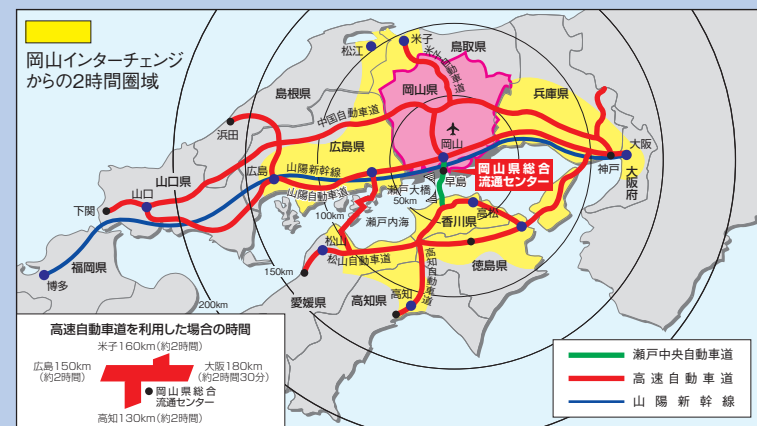 岡山インターチェンジ
からの2時間圏域
松江
米子
鳥取県
米子自動車道
島根県
岡山県
兵庫県
中国自動車道
浜田
広島県
岡山
大阪
神戸
大阪府
山陽新幹線
岡山県総合
流通センター
早島
広島
山口県
山口
山陽自動車道
瀬戸大橋
50km
下関
100km
瀬戸内海
香川県
高松
松山
松山自動車道
高知自動車道
徳島県
福岡県
博多
150km
愛媛県
高知県
高知
200km
高速自動車道を利用した場合の時間
米子160km(約2時間)
広島150km
(約2時間)
大阪180km
(約2時間30分)
岡山県総合
流通センター
高知130km(約2時間)
瀬戸中央自動車道
高速自動車道
山陽新幹線